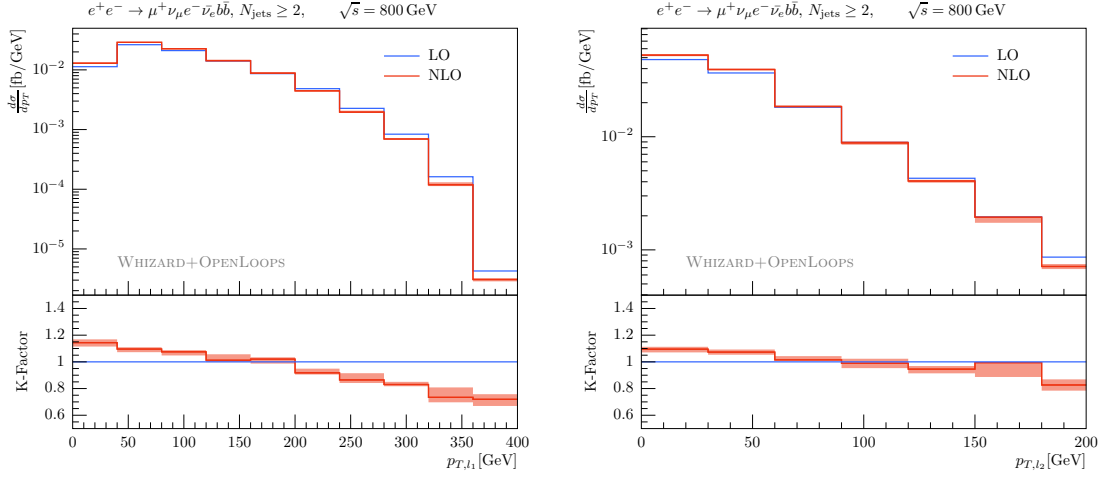 e⁺e⁻ → μ⁺ν_μe⁻ν̄_e b b̄, N_jets ≥ 2, √s = 800 GeV
dσ/dp_T [fb/GeV]
10⁻²
10⁻³
10⁻⁴
10⁻⁵
LO
NLO
WHIZARD+OPENLOOPS
K-Factor
1.4
1.2
1
0.8
0.6
0 50 100 150 200 250 300 350 400
p_{T,l₁} [GeV]
e⁺e⁻ → μ⁺ν_μe⁻ν̄_e b b̄, N_jets ≥ 2, √s = 800 GeV
dσ/dp_T [fb/GeV]
10⁻²
10⁻³
LO
NLO
WHIZARD+OPENLOOPS
K-Factor
1.4
1.2
1
0.8
0.6
0 50 100 150 200
p_{T,l₂} [GeV]